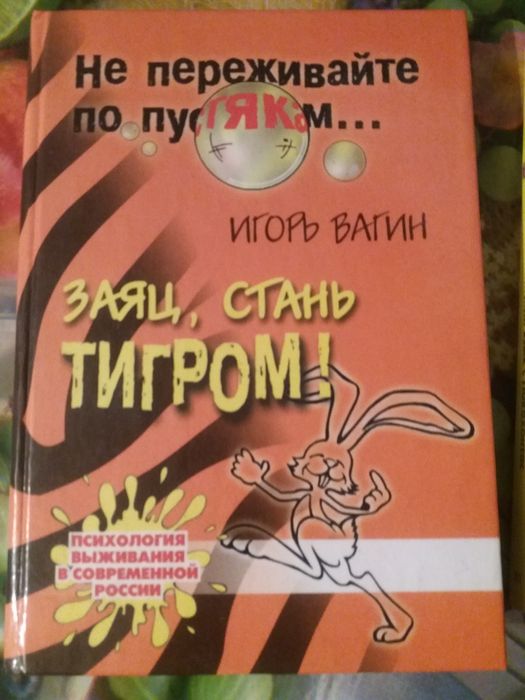 Не переживайте
по пустякам...
ИГОРЬ ВАГИН
ЗАЯЦ, СТАНЬ
ТИГРОМ!
ПСИХОЛОГИЯ
ВЫЖИВАНИЯ
В СОВРЕМЕННОЙ
РОССИИ